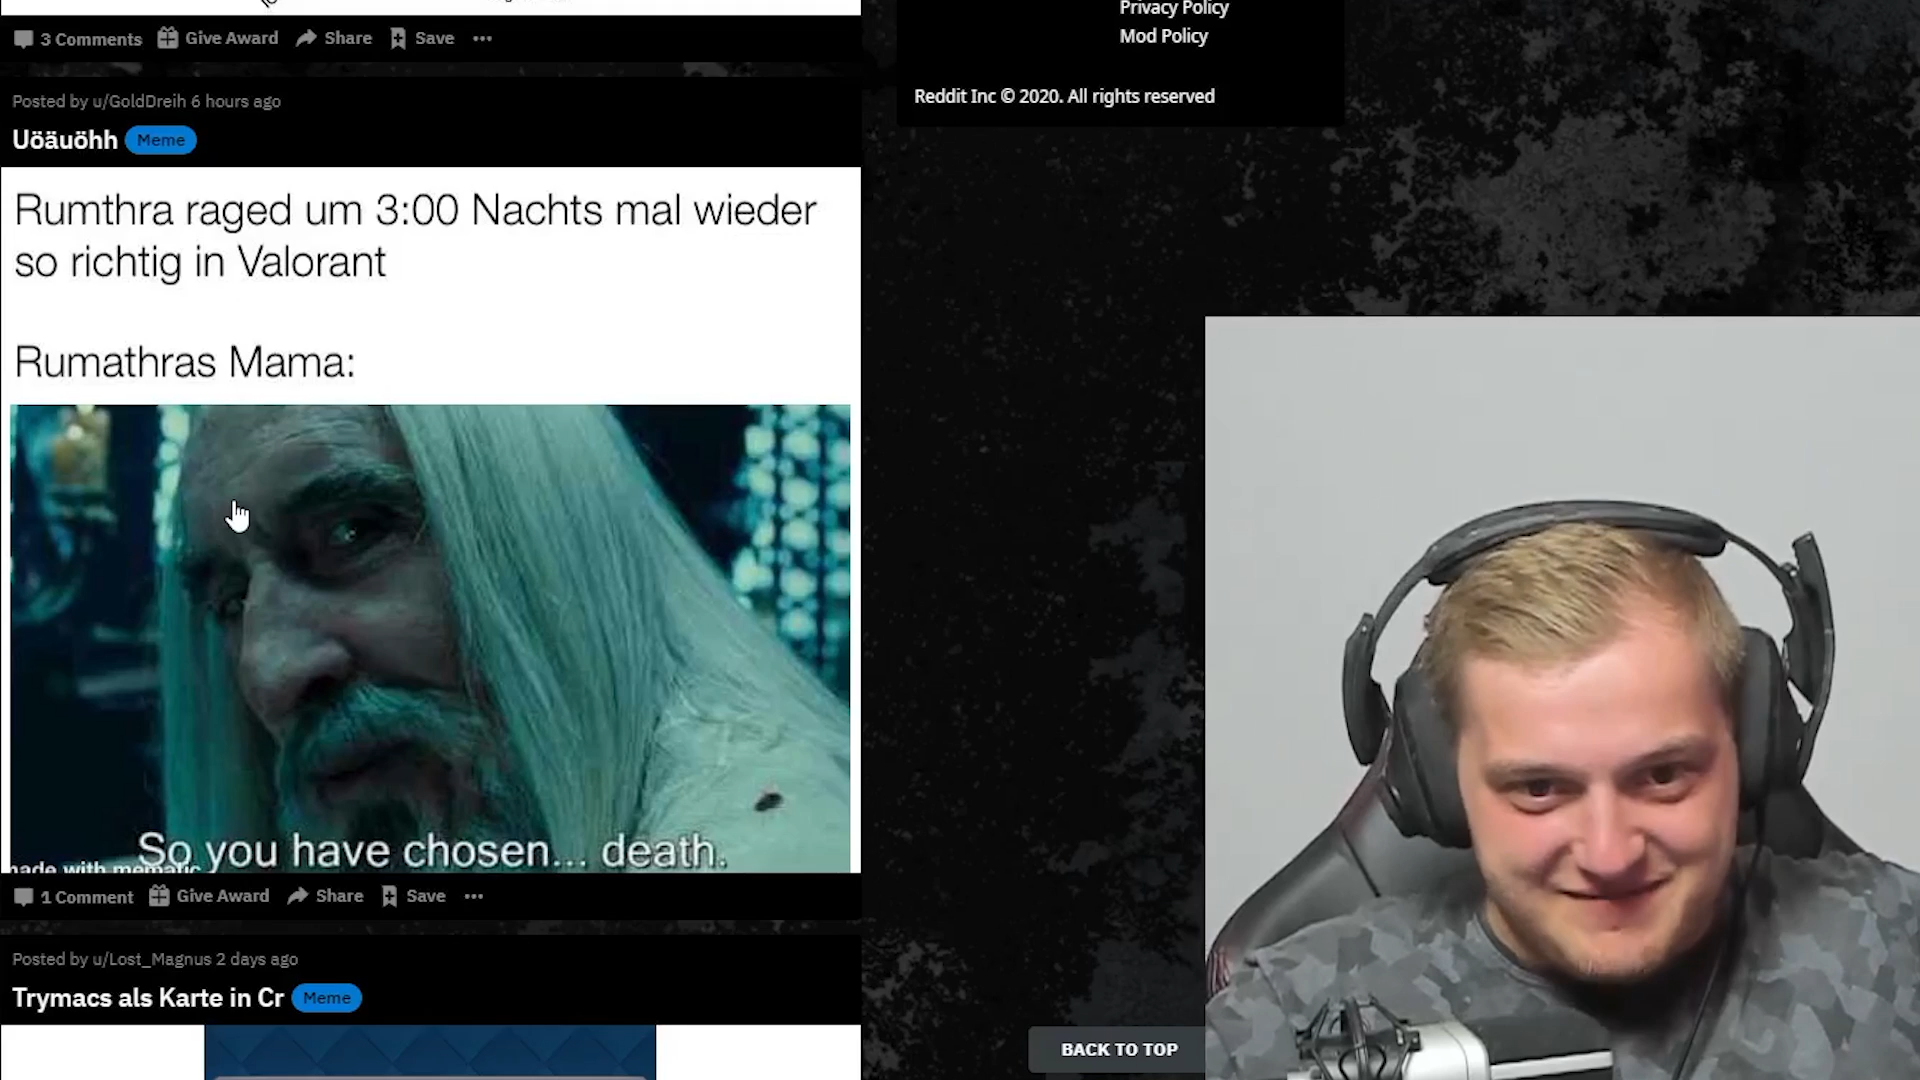 3 Comments Give Award Share Save
Posted by u/GoldDreih 6 hours ago
Uöäuöhh Meme
Rumthra raged um 3:00 Nachts mal wieder
so richtig in Valorant
Rumathras Mama:
So you have chosen... death.
made with mematic
1 Comment Give Award Share Save
Posted by u/Lost_Magnus 2 days ago
Trymacs als Karte in Cr Meme
Privacy Policy
Mod Policy
Reddit Inc © 2020. All rights reserved
BACK TO TOP